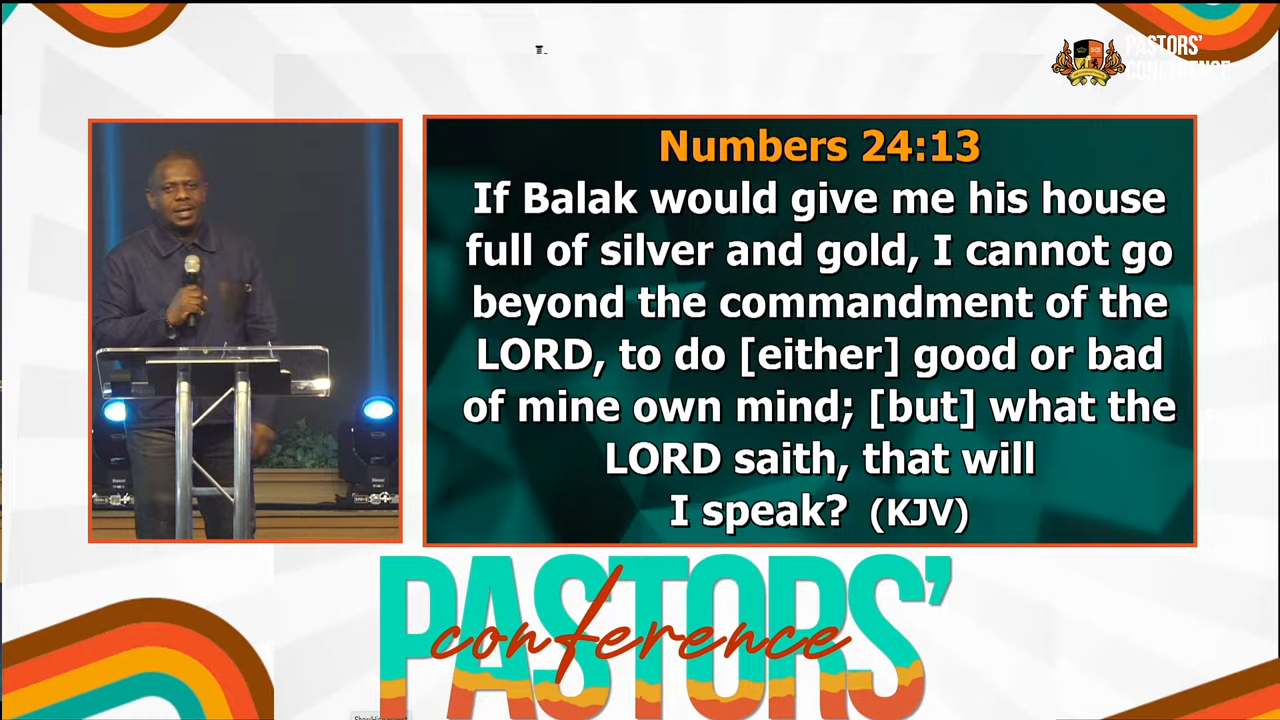 PASTORS'
CONFERENCE
Numbers 24:13
If Balak would give me his house
full of silver and gold, I cannot go
beyond the commandment of the
LORD, to do [either] good or bad
of mine own mind; [but] what the
LORD saith, that will
I speak? (KJV)
PASTORS'
conference